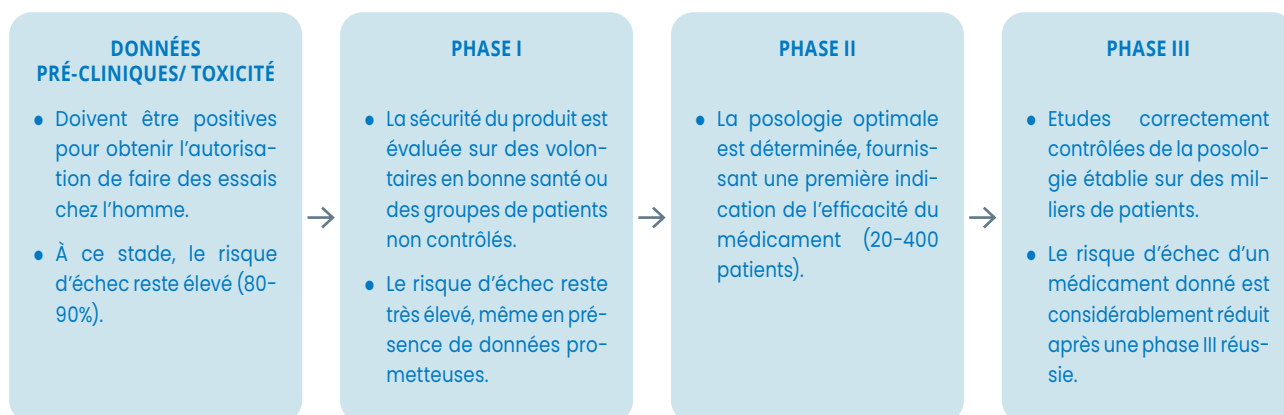 DONNÉES
PRÉ-CLINIQUES/ TOXICITÉ
• Doivent être positives
pour obtenir l'autorisa-
tion de faire des essais
chez l'homme.
• À ce stade, le risque
d'échec reste élevé (80-
90%).
→
PHASE I
• La sécurité du produit est
évaluée sur des volon-
taires en bonne santé ou
des groupes de patients
non contrôlés.
• Le risque d'échec reste
très élevé, même en pré-
sence de données pro-
metteuses.
→
PHASE II
• La posologie optimale
est déterminée, fournis-
sant une première indi-
cation de l'efficacité du
médicament (20-400
patients).
→
PHASE III
• Etudes correctement
contrôlées de la posolo-
gie établie sur des mil-
liers de patients.
• Le risque d'échec d'un
médicament donné est
considérablement réduit
après une phase III réus-
sie.